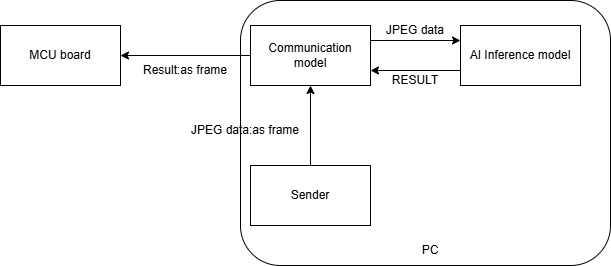 JPEG data
MCU board
Communication
model
AI Inference model
Result:as frame
RESULT
JPEG data:as frame
Sender
PC